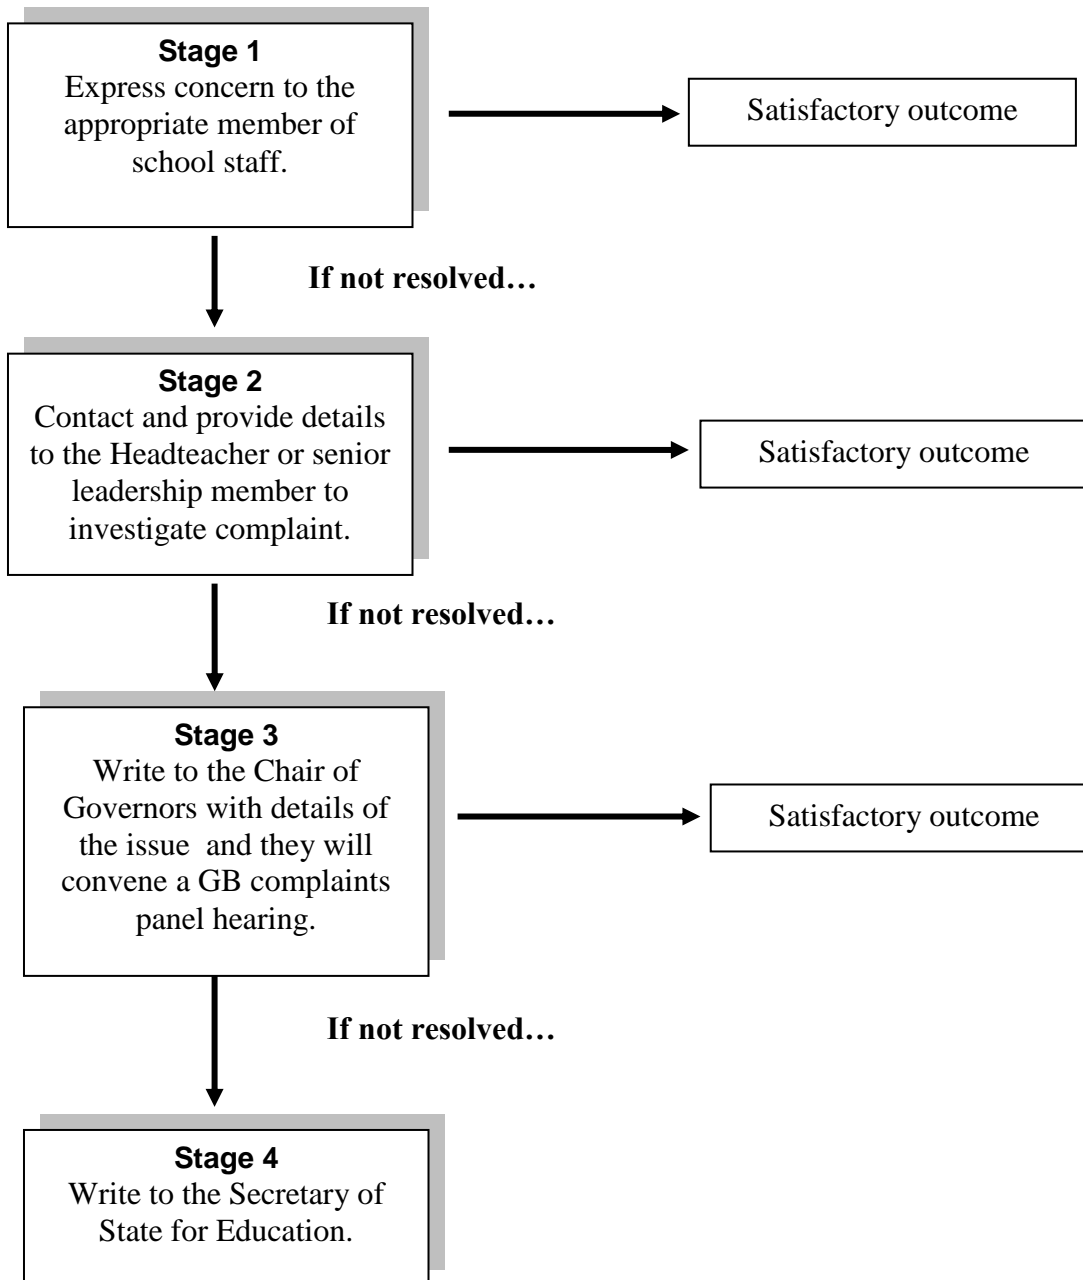 Stage 1
Express concern to the
appropriate member of
school staff.
Satisfactory outcome
If not resolved…
Stage 2
Contact and provide details
to the Headteacher or senior
leadership member to
investigate complaint.
Satisfactory outcome
If not resolved…
Stage 3
Write to the Chair of
Governors with details of
the issue  and they will
convene a GB complaints
panel hearing.
Satisfactory outcome
If not resolved…
Stage 4
Write to the Secretary of
State for Education.